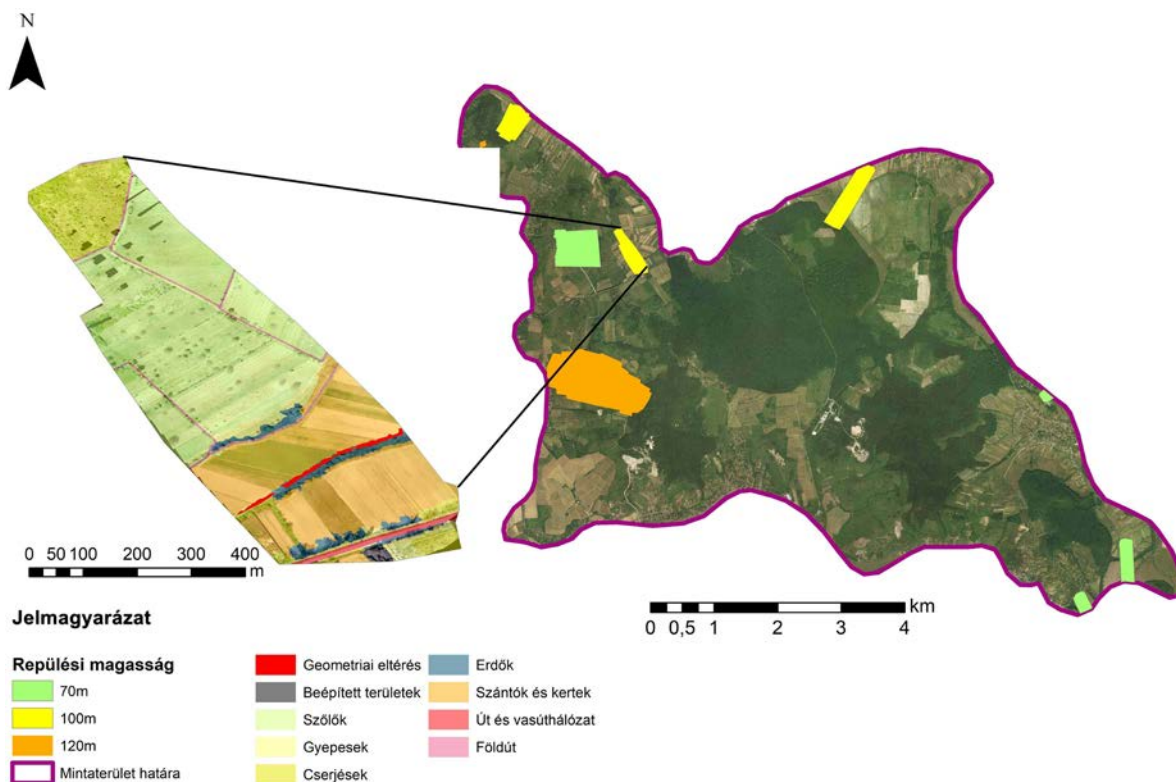 N
0 50 100 200 300 400
m
km
0 0,5 1 2 3 4
Jelmagyarázat
Repülési magasság
70m
100m
120m
Mintaterület határa
Geometriai eltérés
Beépített területek
Szőlők
Gyepesek
Cserjések
Erdők
Szántók és kertek
Út és vasúthálózat
Földút